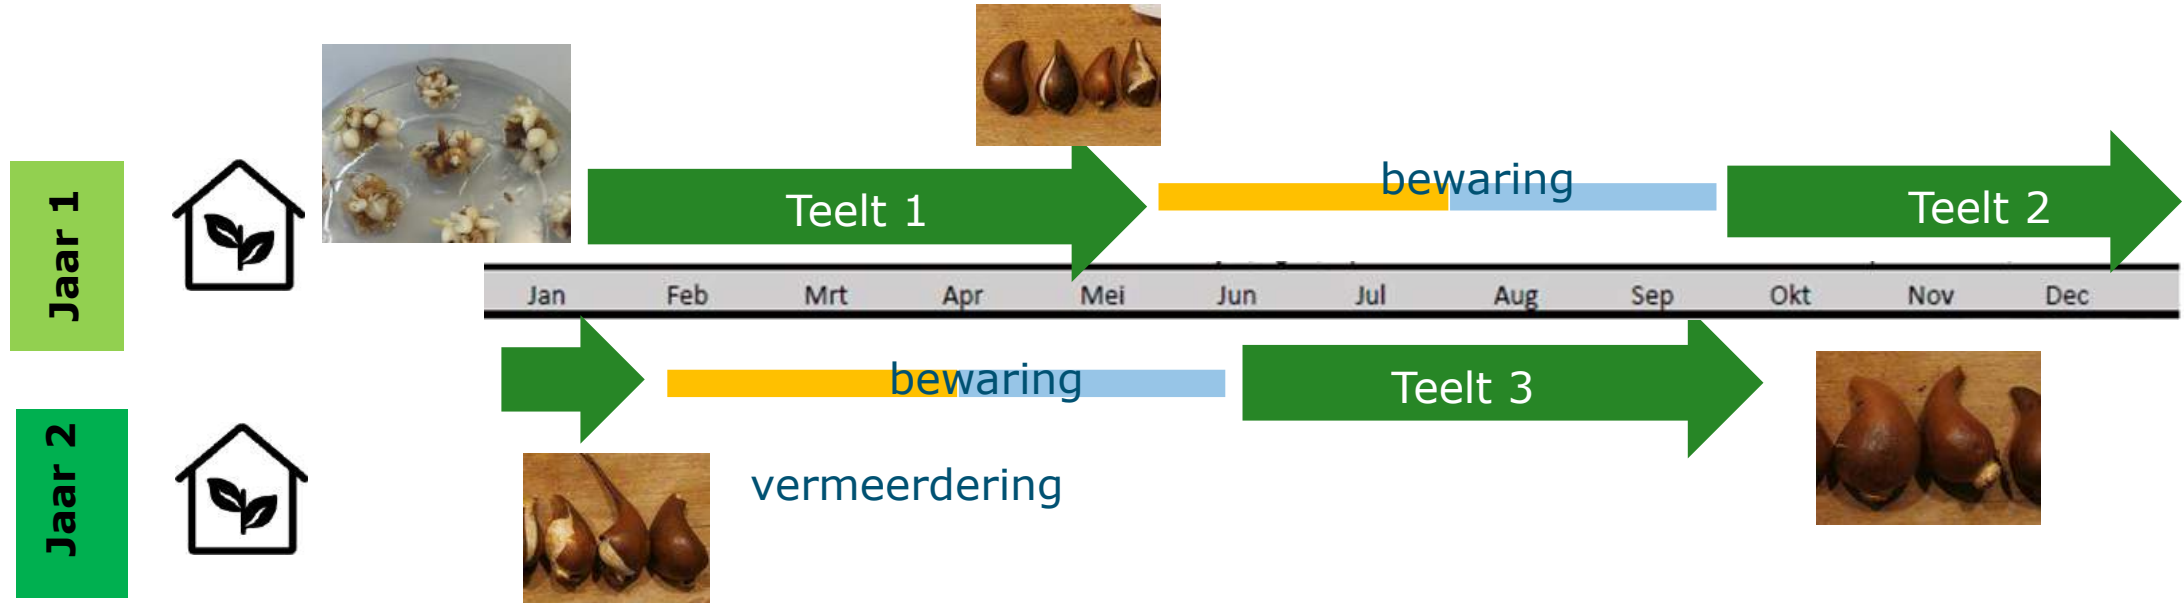 Jaar 1
Teelt 1
bewaring
Teelt 2
Jan Feb Mrt Apr Mei Jun Jul Aug Sep Okt Nov Dec
Jaar 2
bewaring
Teelt 3
vermeerdering